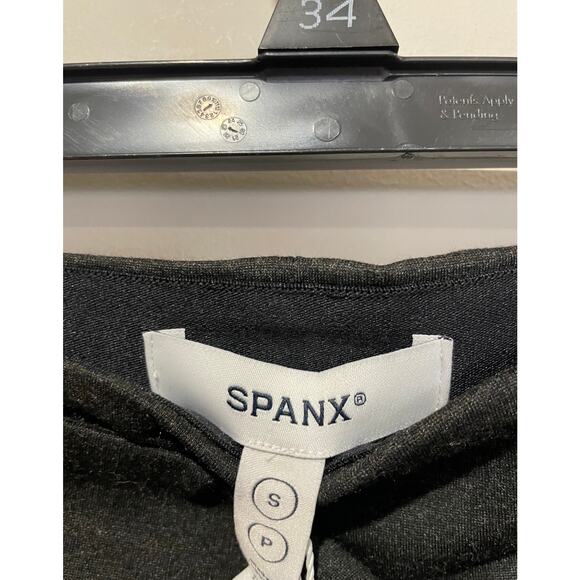 34
Patents Apply
& Pending
SPANX®
S
P